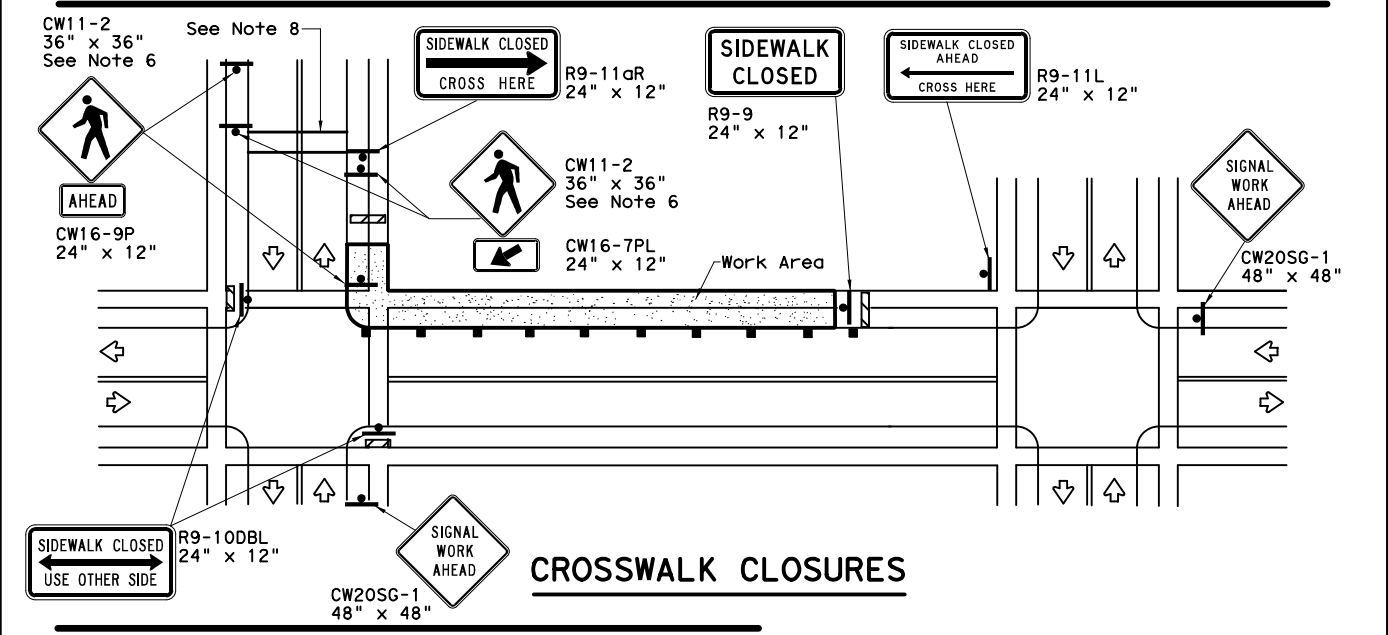 CW11-2
36" x 36"
See Note 6
See Note 8
SIDEWALK CLOSED
CROSS HERE
R9-11aR
24" x 12"
SIDEWALK
CLOSED
R9-9
24" x 12"
SIDEWALK CLOSED
AHEAD
CROSS HERE
R9-11L
24" x 12"
AHEAD
CW16-9P
24" x 12"
CW11-2
36" x 36"
See Note 6
CW16-7PL
24" x 12"
Work Area
SIGNAL
WORK
AHEAD
CW20SG-1
48" x 48"
SIDEWALK CLOSED
USE OTHER SIDE
R9-10DBL
24" x 12"
SIGNAL
WORK
AHEAD
CW20SG-1
48" x 48"
CROSSWALK CLOSURES